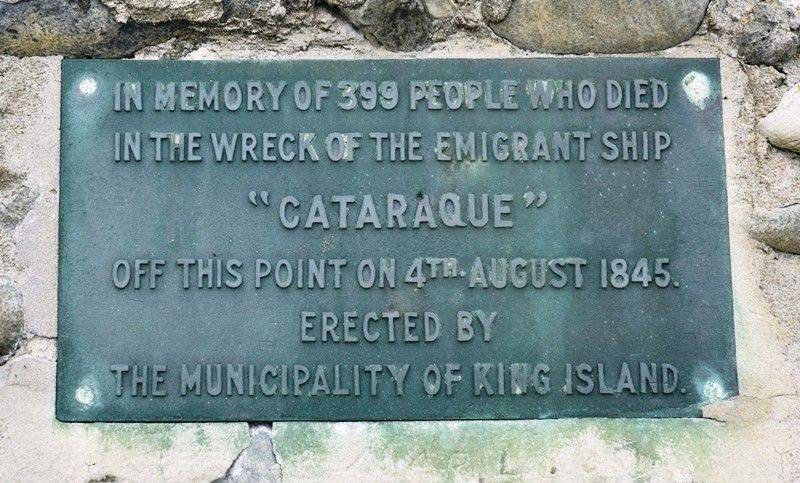 IN MEMORY OF 399 PEOPLE WHO DIED
IN THE WRECK OF THE EMIGRANT SHIP
"CATARAQUE"
OFF THIS POINT ON 4TH. AUGUST 1845.
ERECTED BY
THE MUNICIPALITY OF KING ISLAND.